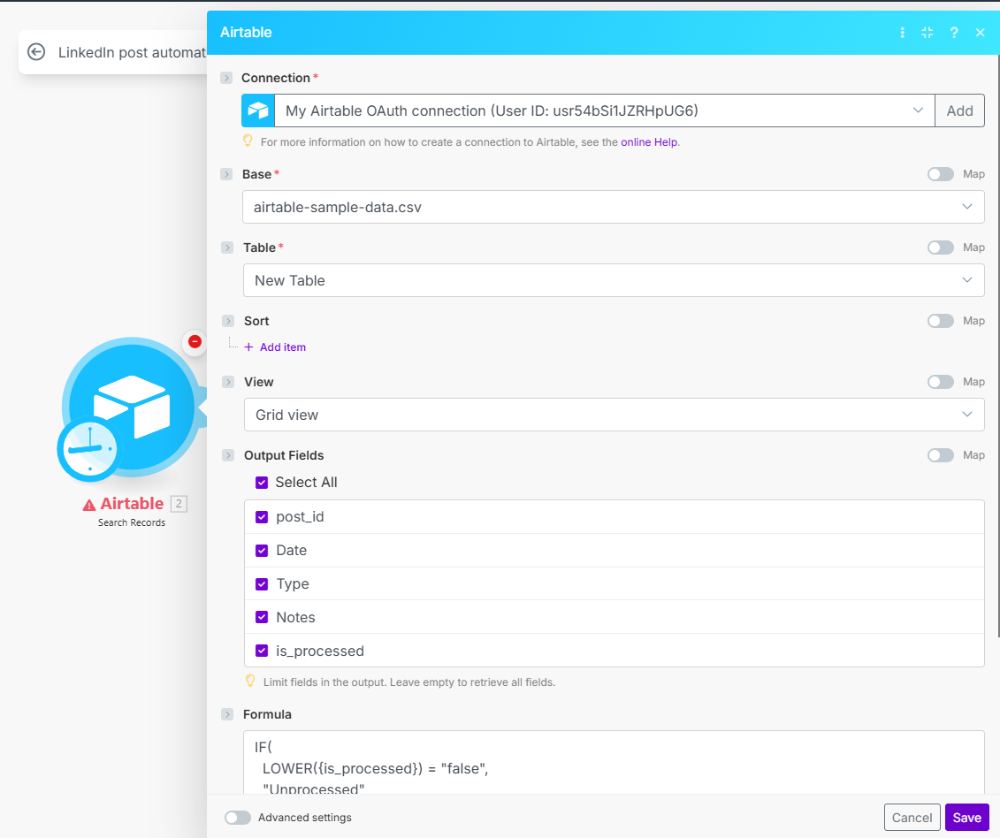 Airtable
LinkedIn post automat
Connection *
My Airtable OAuth connection (User ID: usr54bSi1JZRHpUG6)
Add
For more information on how to create a connection to Airtable, see the online Help.
Base *
Map
airtable-sample-data.csv
Table *
Map
New Table
Sort
Map
+ Add item
View
Map
Grid view
Output Fields
Map
Select All
post_id
Date
Type
Notes
is_processed
Limit fields in the output. Leave empty to retrieve all fields.
Airtable 2
Search Records
Formula
IF(
LOWER({is_processed}) = "false",
"Unprocessed"
Advanced settings
Cancel
Save